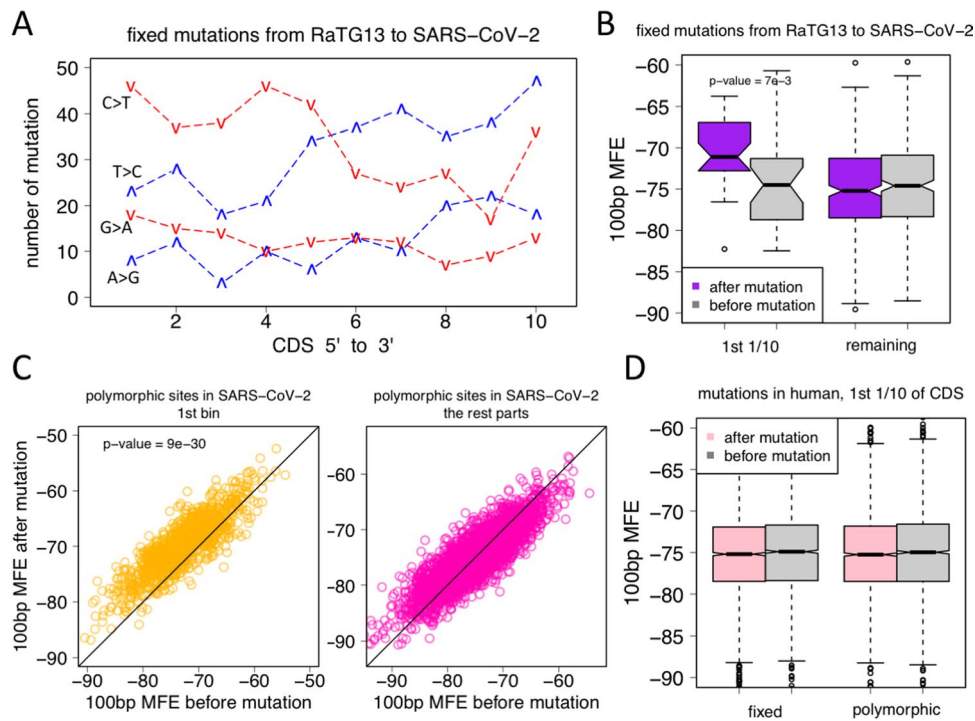 A
fixed mutations from RaTG13 to SARS−CoV−2
number of mutation
50
40
30
20
10
0
C>T
T>C
G>A
A>G
2 4 6 8 10
CDS 5' to 3'
B
fixed mutations from RaTG13 to SARS−CoV−2
100bp MFE
−60
−65
−70
−75
−80
−85
−90
p−value = 7e−3
after mutation
before mutation
1st 1/10 remaining
C
polymorphic sites in SARS−CoV−2
1st bin
100bp MFE after mutation
−50
−60
−70
−80
−90
p−value = 9e−30
−90 −80 −70 −60 −50
100bp MFE before mutation
polymorphic sites in SARS−CoV−2
the rest parts
−60
−70
−80
−90
−90 −80 −70 −60
100bp MFE before mutation
D
mutations in human, 1st 1/10 of CDS
100bp MFE
−60
−65
−70
−75
−80
−85
−90
after mutation
before mutation
fixed polymorphic